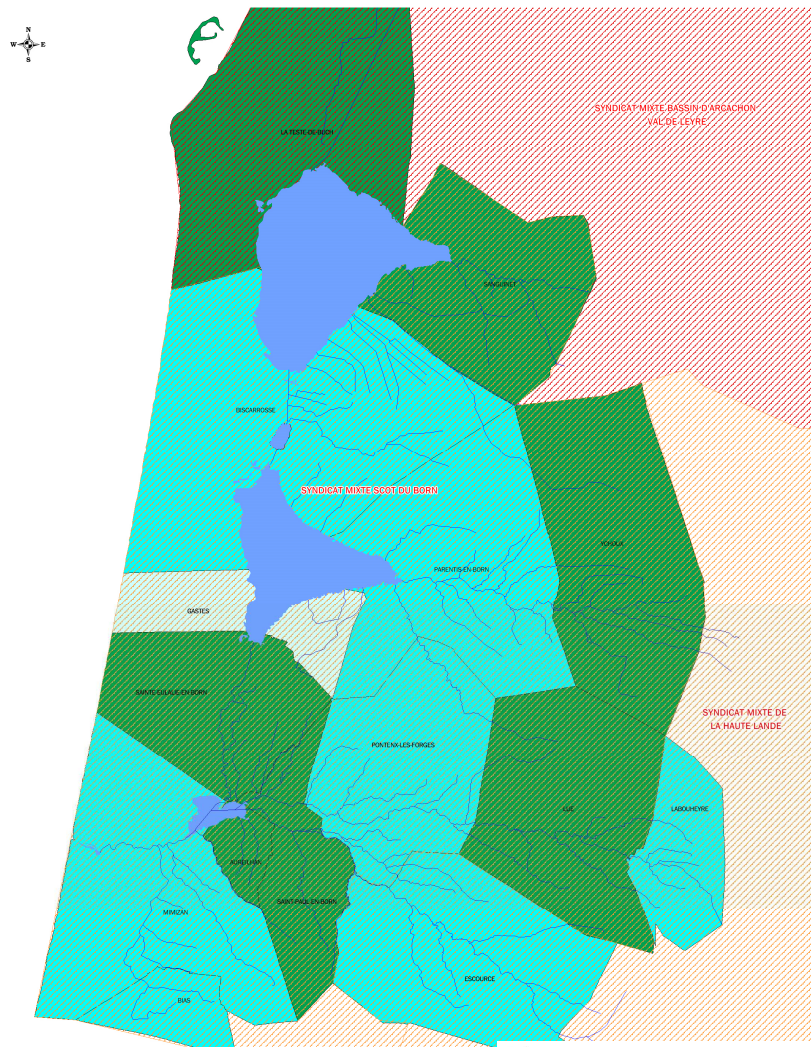 N
W E
S
SYNDICAT MIXTE BASSIN D'ARCACHON
VAL DE LEYRE
LA TESTE-DE-BUCH
SANGUINET
BISCARROSSE
SYNDICAT MIXTE SCOT DU BORN
YCHOUX
PARENTIS-EN-BORN
GASTES
SAINTE-EULALIE-EN-BORN
SYNDICAT MIXTE DE
LA HAUTE LANDE
PONTENX-LES-FORGES
LUE
LABOUHEYRE
AUREILHAN
SAINT-PAUL-EN-BORN
MIMIZAN
ESCOURCE
BIAS